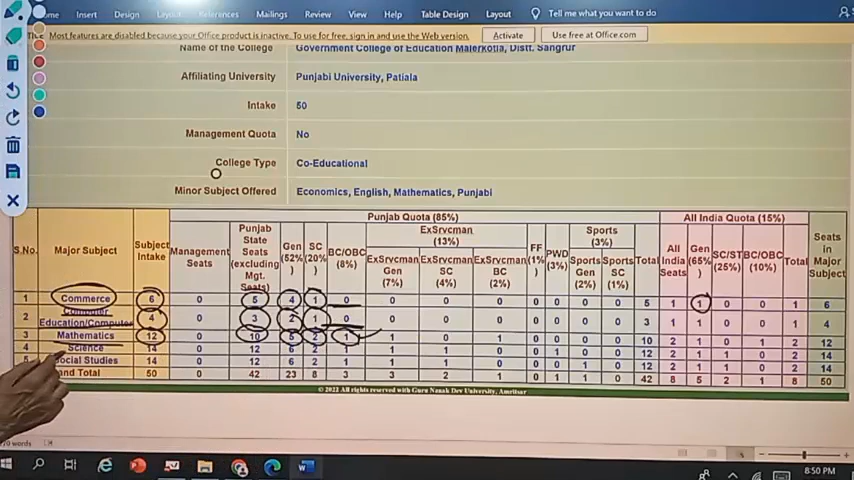 Insert Design Layout References Mailings Review View Help Table Design Layout Tell me what you want to do
Most features are disabled because your Office product is inactive. To use for free, sign in and use the Web version. Activate Use free at Office.com
Name of the College Government College of Education Malerkotla, Distt. Sangrur
Affiliating University Punjabi University, Patiala
Intake 50
Management Quota No
College Type Co-Educational
Minor Subject Offered Economics, English, Mathematics, Punjabi
Punjab Quota (85%) All India Quota (15%)
S.No. Major Subject Subject Intake Management Seats Punjab State Seats (excluding Mgt. Seats) Gen (52%) SC (20%) BC/OBC (8%) ExSrvcman (13%) ExSrvcman Gen (7%) ExSrvcman SC (4%) ExSrvcman BC (2%) FF (1%) PWD (3%) Sports (3%) Sports Gen (2%) Sports SC (1%) Total All India Seats Gen (65%) SC/ST (25%) BC/OBC (10%) Total Seats in Major Subject
1 Commerce 6 0 5 4 1 0 0 0 0 0 0 0 0 5 1 1 0 0 1 6
2 Computer Education/Computer 4 0 3 2 1 0 0 0 0 0 0 0 0 3 1 1 0 0 1 4
3 Mathematics 12 0 10 5 2 1 1 0 1 0 0 0 0 10 2 1 0 1 2 12
4 Science 14 0 12 6 2 1 1 1 0 0 1 0 0 12 2 1 1 0 2 14
Social Studies 14 0 12 6 2 1 1 1 0 0 0 1 0 12 2 1 1 0 2 14
Total 50 0 42 23 8 3 3 2 1 0 1 1 0 42 8 5 2 1 8 50
© 2022 All rights reserved with Guru Nanak Dev University, Amritsar
words
8:50 PM